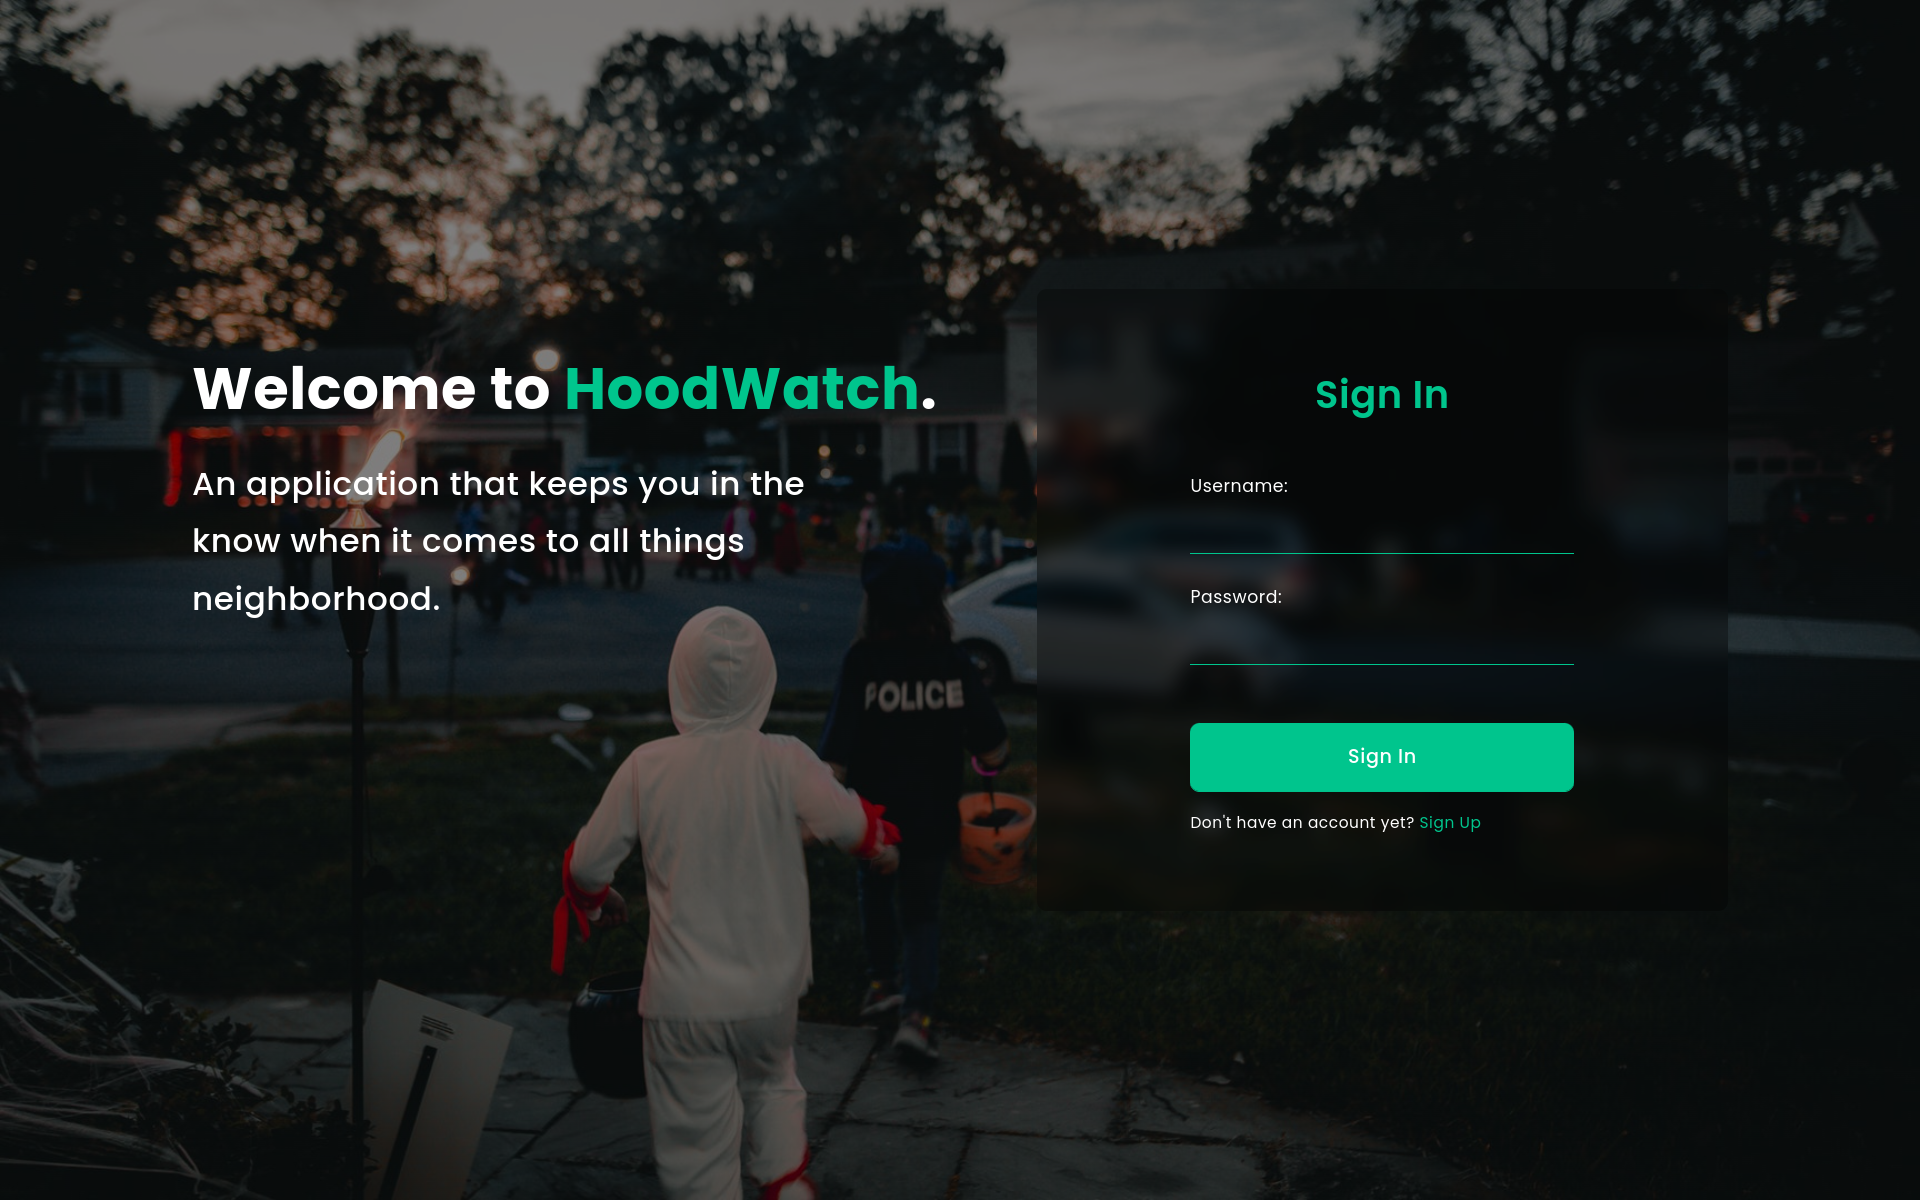 Welcome to HoodWatch.
An application that keeps you in the
know when it comes to all things
neighborhood.
POLICE
Sign In
Username:
Password:
Sign In
Don't have an account yet? Sign Up